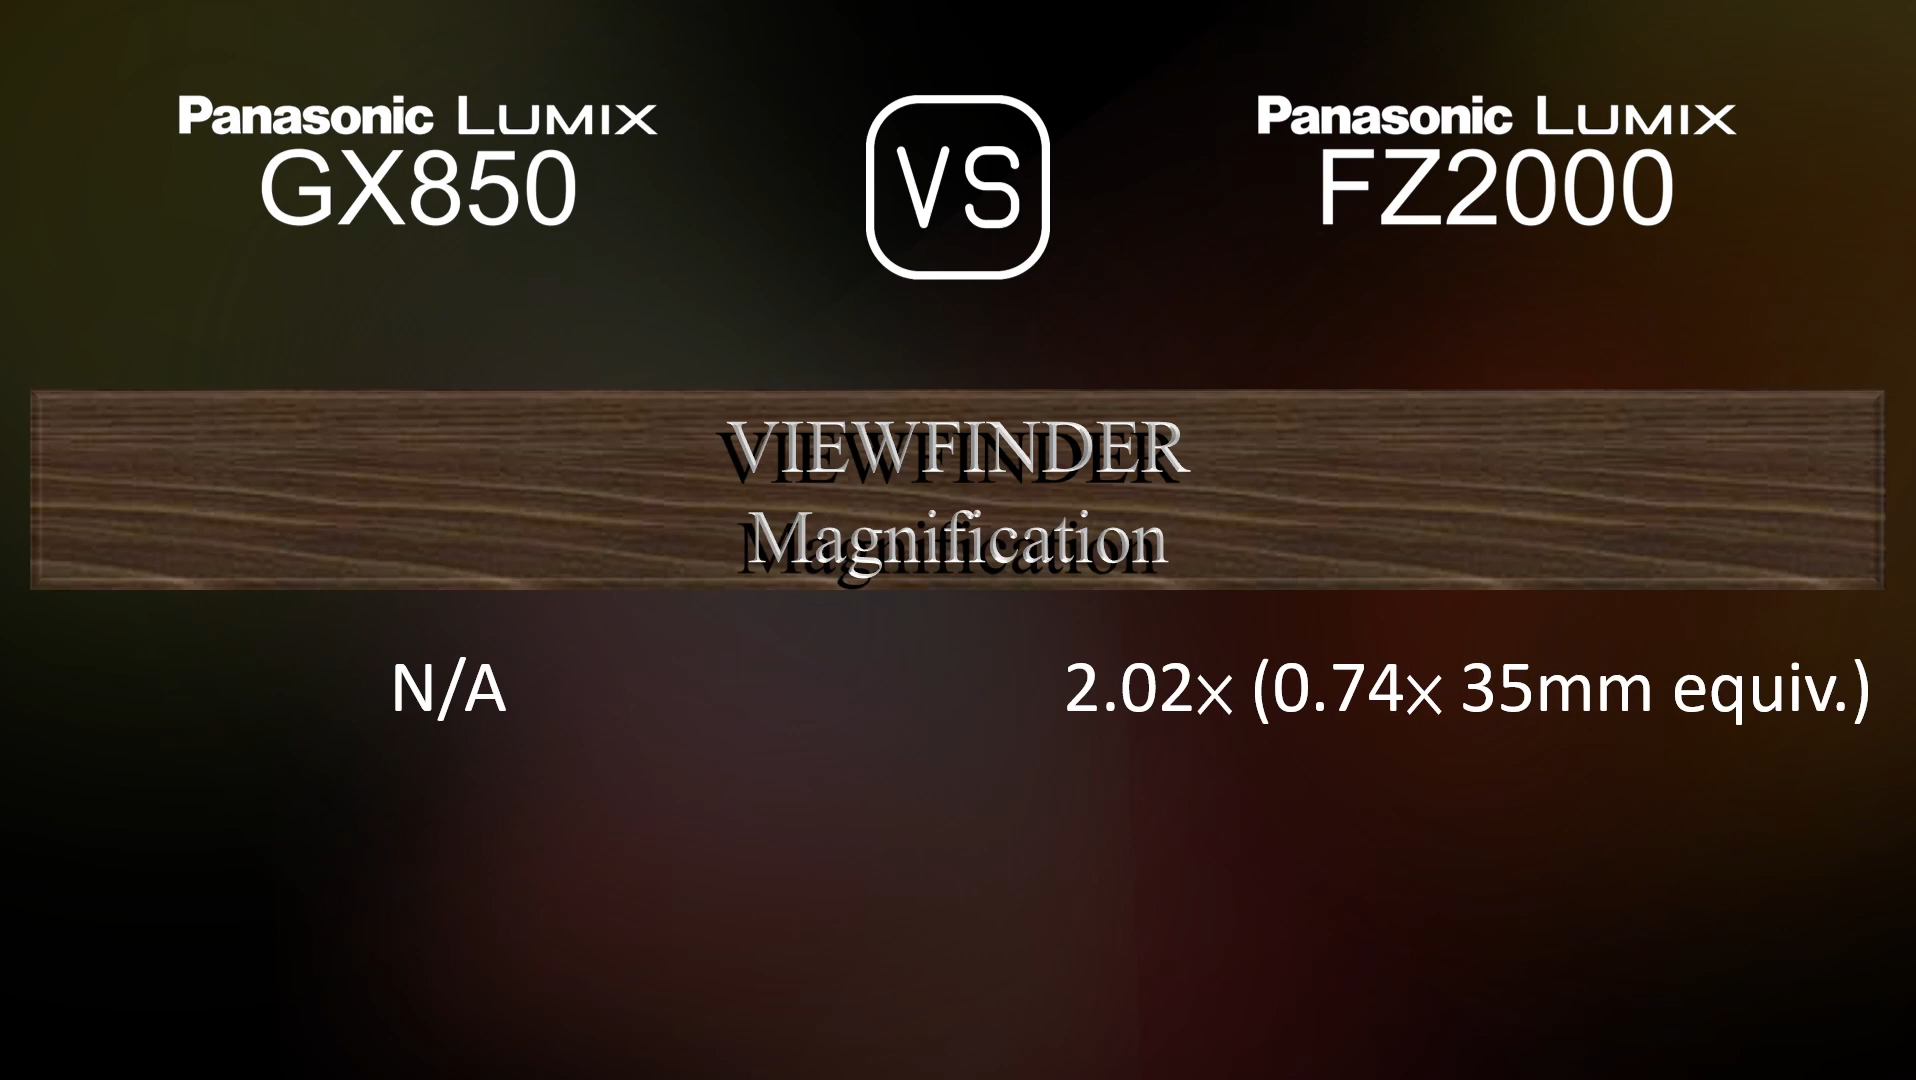 Panasonic LUMIX
GX850
VS
Panasonic LUMIX
FZ2000
VIEWFINDER
Magnification
N/A
2.02x (0.74x 35mm equiv.)